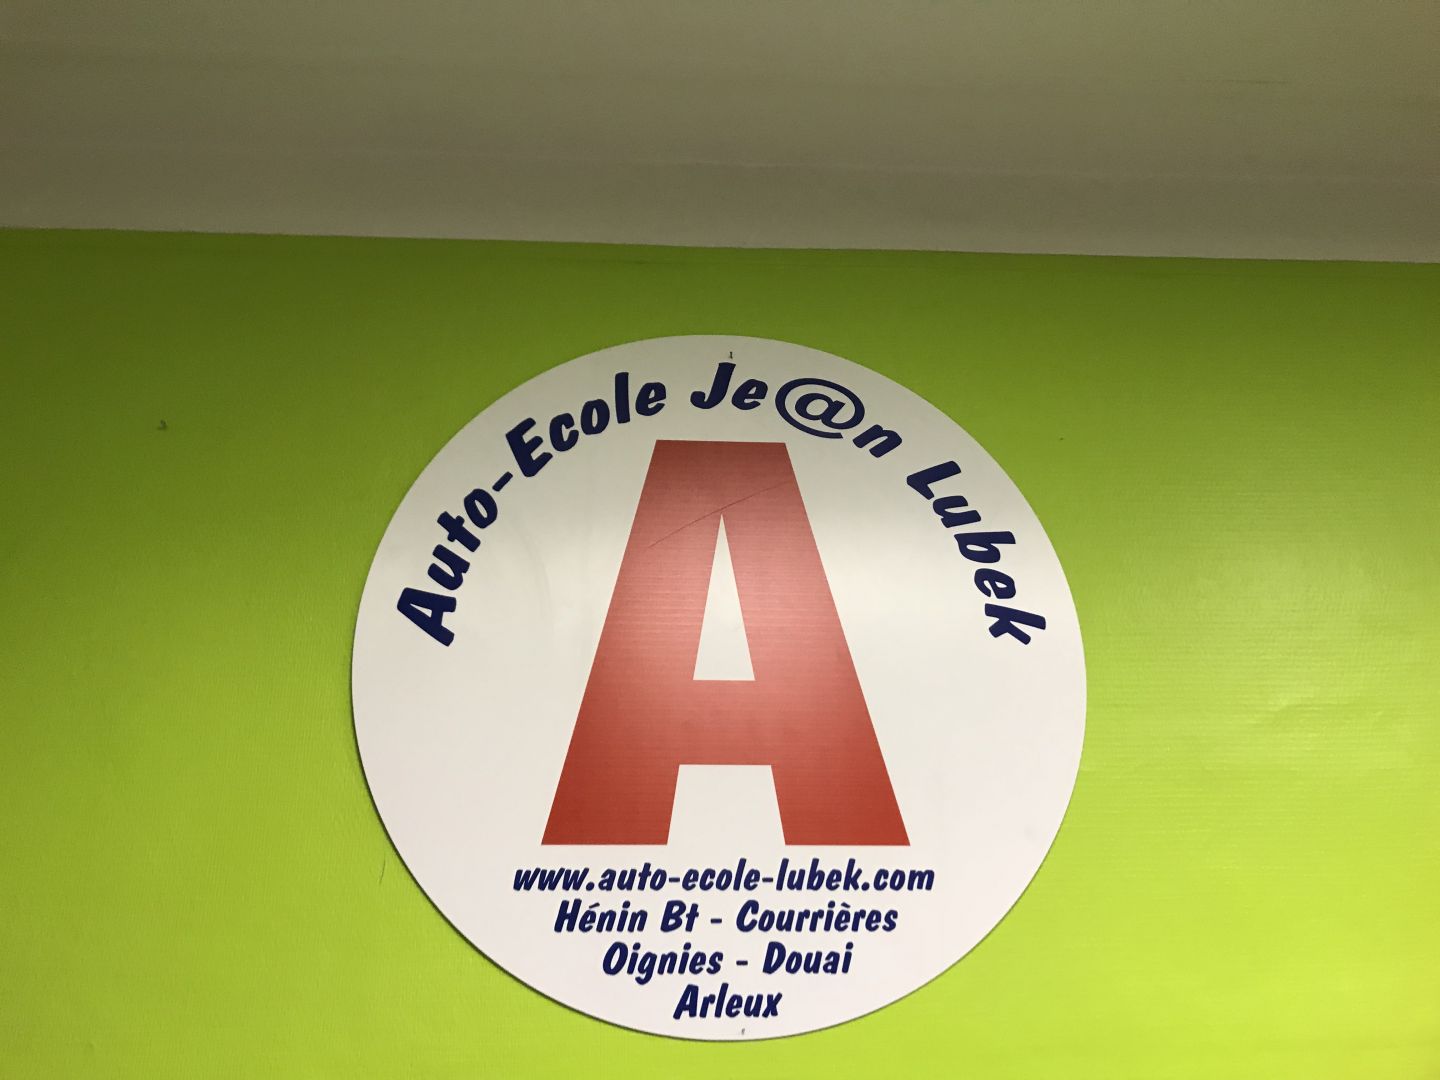 Auto-Ecole Je@n Lubek
A
www.auto-ecole-lubek.com
Hénin Bt - Courrières
Oignies - Douai
Arleux